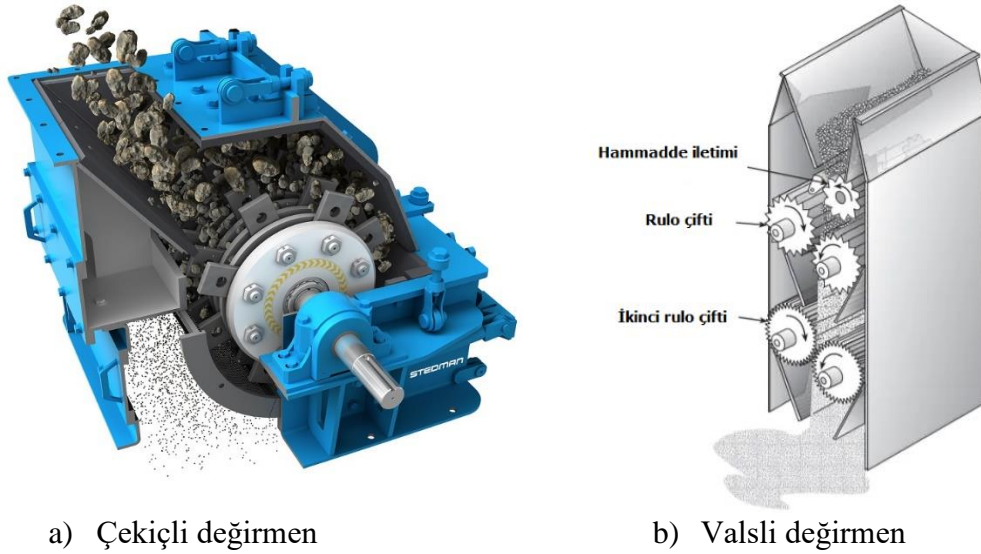 STEDMAN
Hammadde iletimi
Rulo çifti
İkinci rulo çifti
a) Çekiçli değirmen
b) Valsli değirmen